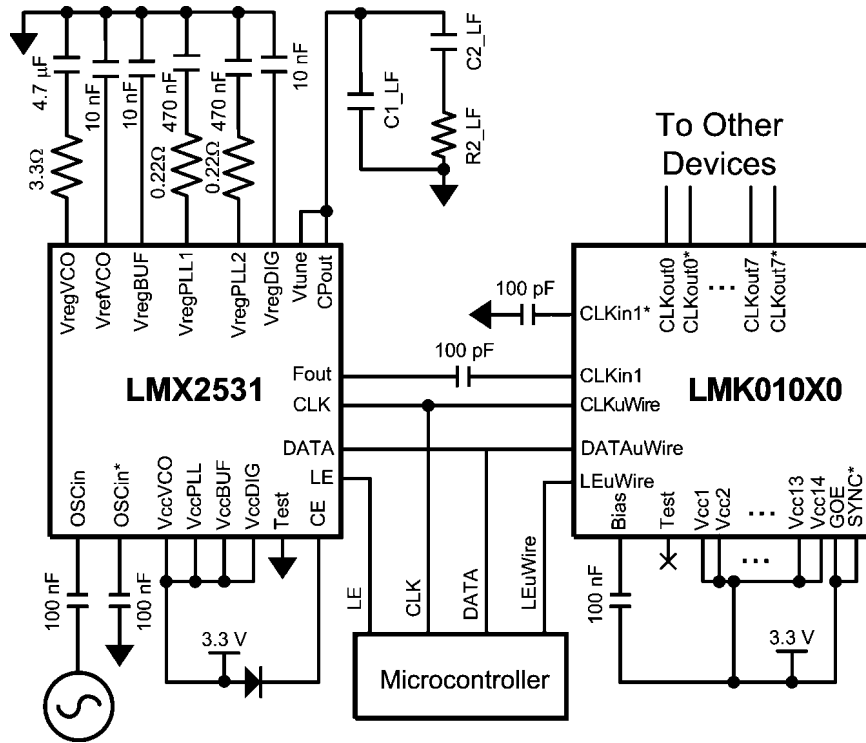 4.7 µF
10 nF
10 nF
470 nF
470 nF
10 nF
3.3Ω
0.22Ω
0.22Ω
C1_LF
C2_LF
R2_LF
To Other
Devices
VregVCO
VrefVCO
VregBUF
VregPLL1
VregPLL2
VregDIG
Vtune
CPout
CLKout0
CLKout0*
...
CLKout7
CLKout7*
100 pF
CLKin1*
100 pF
Fout
CLKin1
LMX2531
LMK010X0
CLK
CLKuWire
DATA
DATAuWire
LE
LEuWire
OSCin
OSCin*
VccVCO
VccPLL
VccBUF
VccDIG
Test
CE
Bias
Test
Vcc1
Vcc2
...
Vcc13
Vcc14
GOE
SYNC*
...
100 nF
100 nF
LE
CLK
DATA
LEuWire
100 nF
3.3 V
3.3 V
Microcontroller